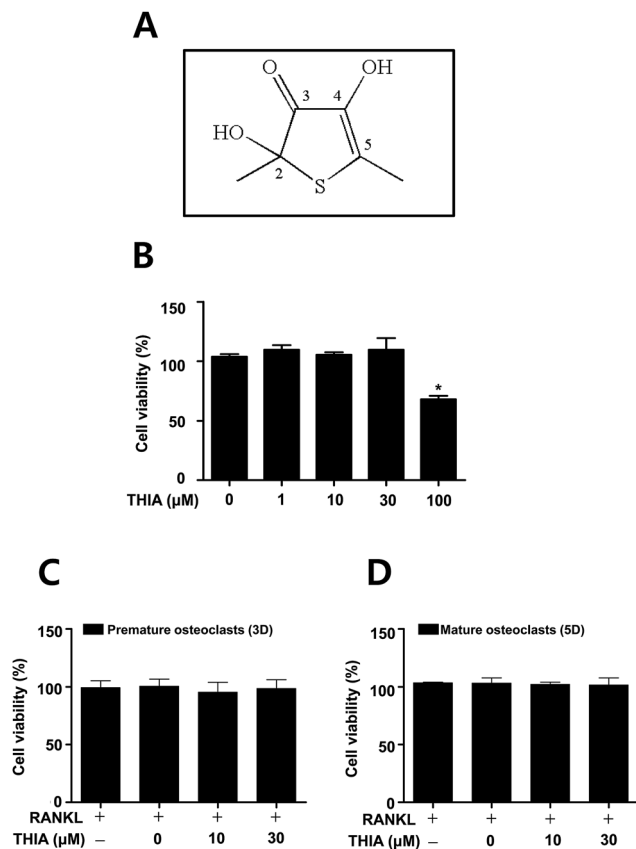 A
O
OH
3
4
HO
5
2
S
B
150
100
50
0
Cell viability (%)
*
THIA (µM) 0 1 10 30 100
C
Premature osteoclasts (3D)
150
100
50
0
Cell viability (%)
RANKL + + + +
THIA (µM) – 0 10 30
D
Mature osteoclasts (5D)
150
100
50
0
Cell viability (%)
RANKL + + + +
THIA (µM) – 0 10 30